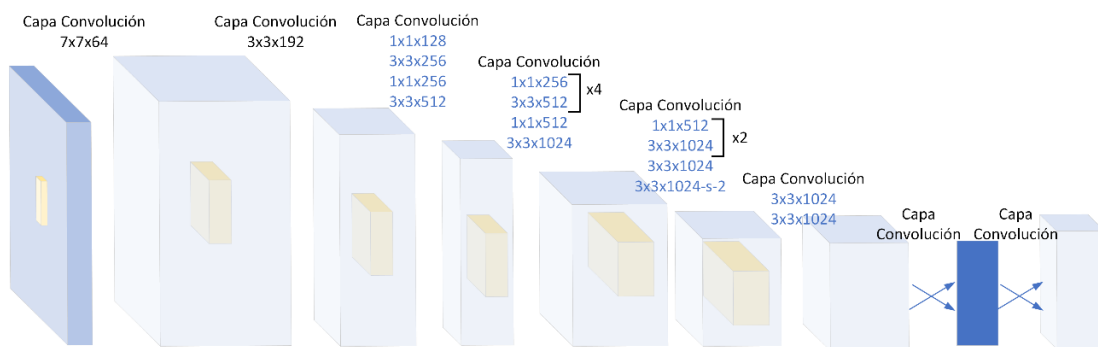 Capa Convolución
7x7x64
Capa Convolución
3x3x192
Capa Convolución
1x1x128
3x3x256
1x1x256
3x3x512
Capa Convolución
1x1x256
3x3x512
x4
1x1x512
3x3x1024
Capa Convolución
1x1x512
3x3x1024
x2
3x3x1024
3x3x1024-s-2
Capa Convolución
3x3x1024
3x3x1024
Capa
Convolución
Capa
Convolución